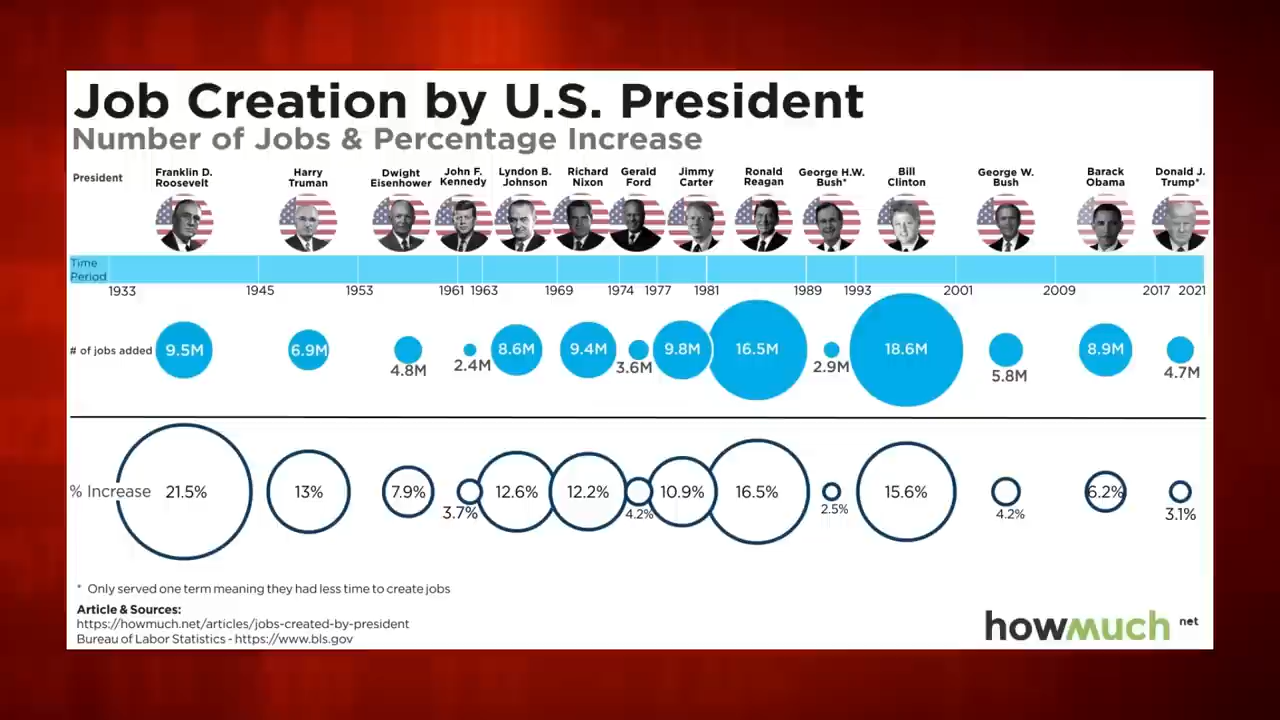 Job Creation by U.S. President
Number of Jobs & Percentage Increase
President
Franklin D.
Roosevelt
Harry
Truman
Dwight
Eisenhower
John F.
Kennedy
Lyndon B.
Johnson
Richard
Nixon
Gerald
Ford
Jimmy
Carter
Ronald
Reagan
George H.W.
Bush*
Bill
Clinton
George W.
Bush
Barack
Obama
Donald J.
Trump*
Time
Period
1933 1945 1953 1961 1963 1969 1974 1977 1981 1989 1993 2001 2009 2017 2021
# of jobs added 9.5M 6.9M 4.8M 2.4M 8.6M 9.4M 3.6M 9.8M 16.5M 2.9M 18.6M 5.8M 8.9M 4.7M
% Increase 21.5% 13% 7.9% 3.7% 12.6% 12.2% 4.2% 10.9% 16.5% 2.5% 15.6% 4.2% 6.2% 3.1%
* Only served one term meaning they had less time to create jobs
Article & Sources:
https://howmuch.net/articles/jobs-created-by-president
Bureau of Labor Statistics - https://www.bls.gov
howmuch net